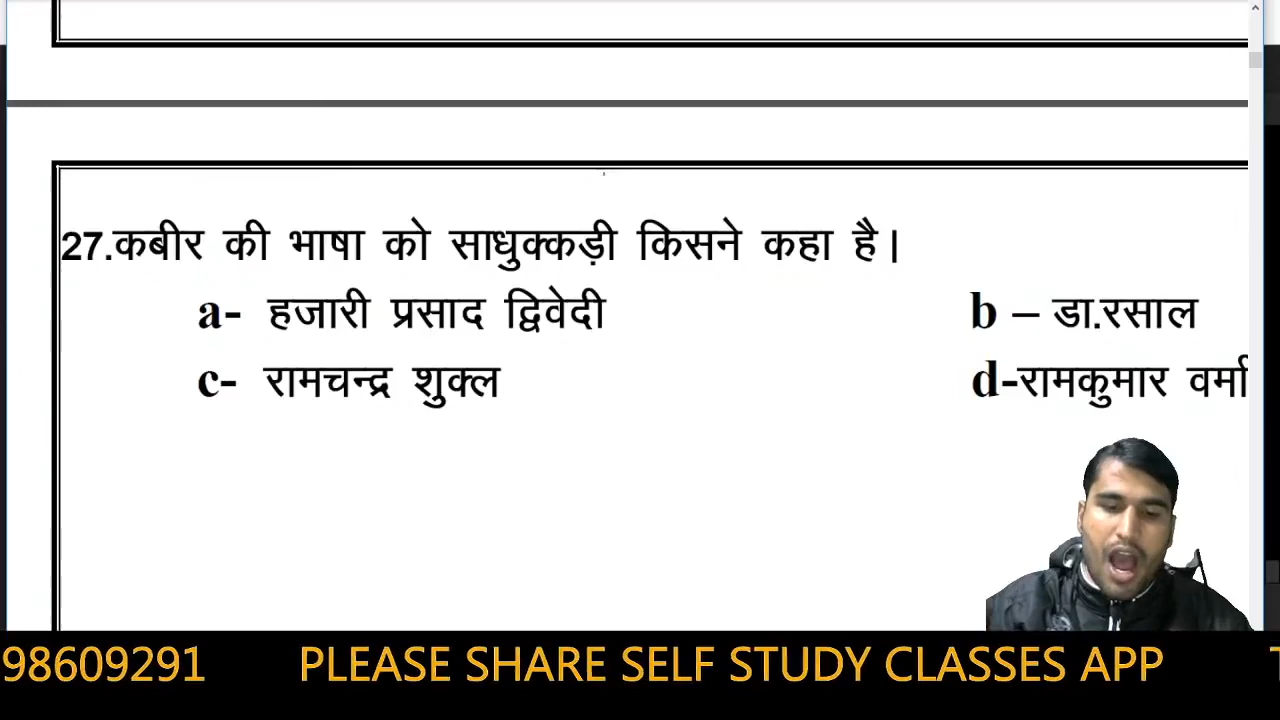 27.कबीर की भाषा को साधुक्कड़ी किसने कहा है।
a- हजारी प्रसाद द्विवेदी b – डा.रसाल
c- रामचन्द्र शुक्ल d-रामकुमार वर्मा
98609291 PLEASE SHARE SELF STUDY CLASSES APP